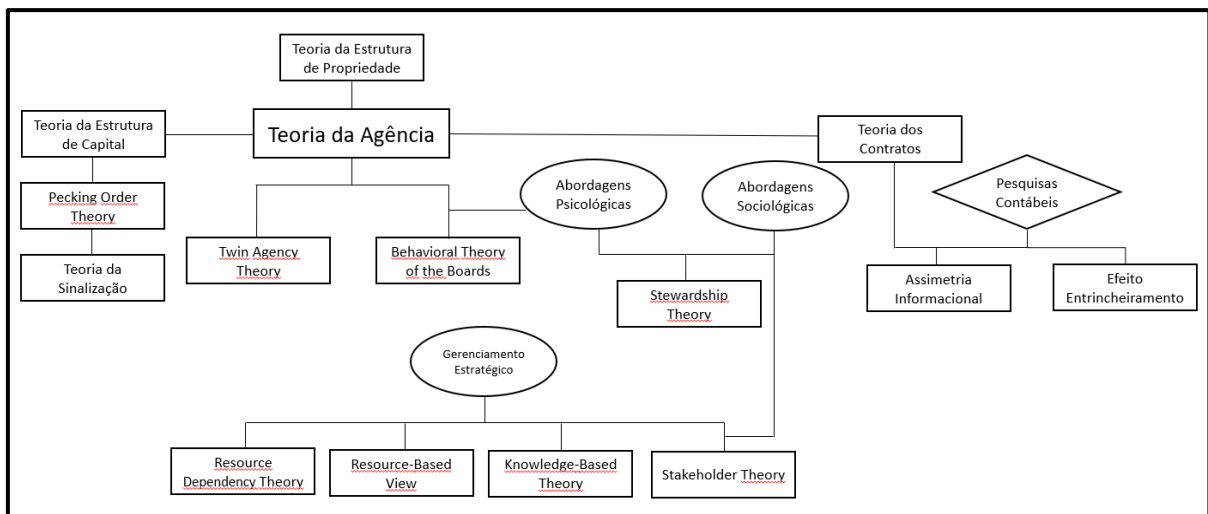 Teoria da Estrutura
de Propriedade
Teoria da Estrutura
de Capital
Teoria da Agência
Teoria dos
Contratos
Pecking Order
Theory
Abordagens
Psicológicas
Abordagens
Sociológicas
Pesquisas
Contábeis
Twin Agency
Theory
Behavioral Theory
of the Boards
Teoria da
Sinalização
Stewardship
Theory
Assimetria
Informacional
Efeito
Entrincheiramento
Gerenciamento
Estratégico
Resource
Dependency Theory
Resource-Based
View
Knowledge-Based
Theory
Stakeholder Theory